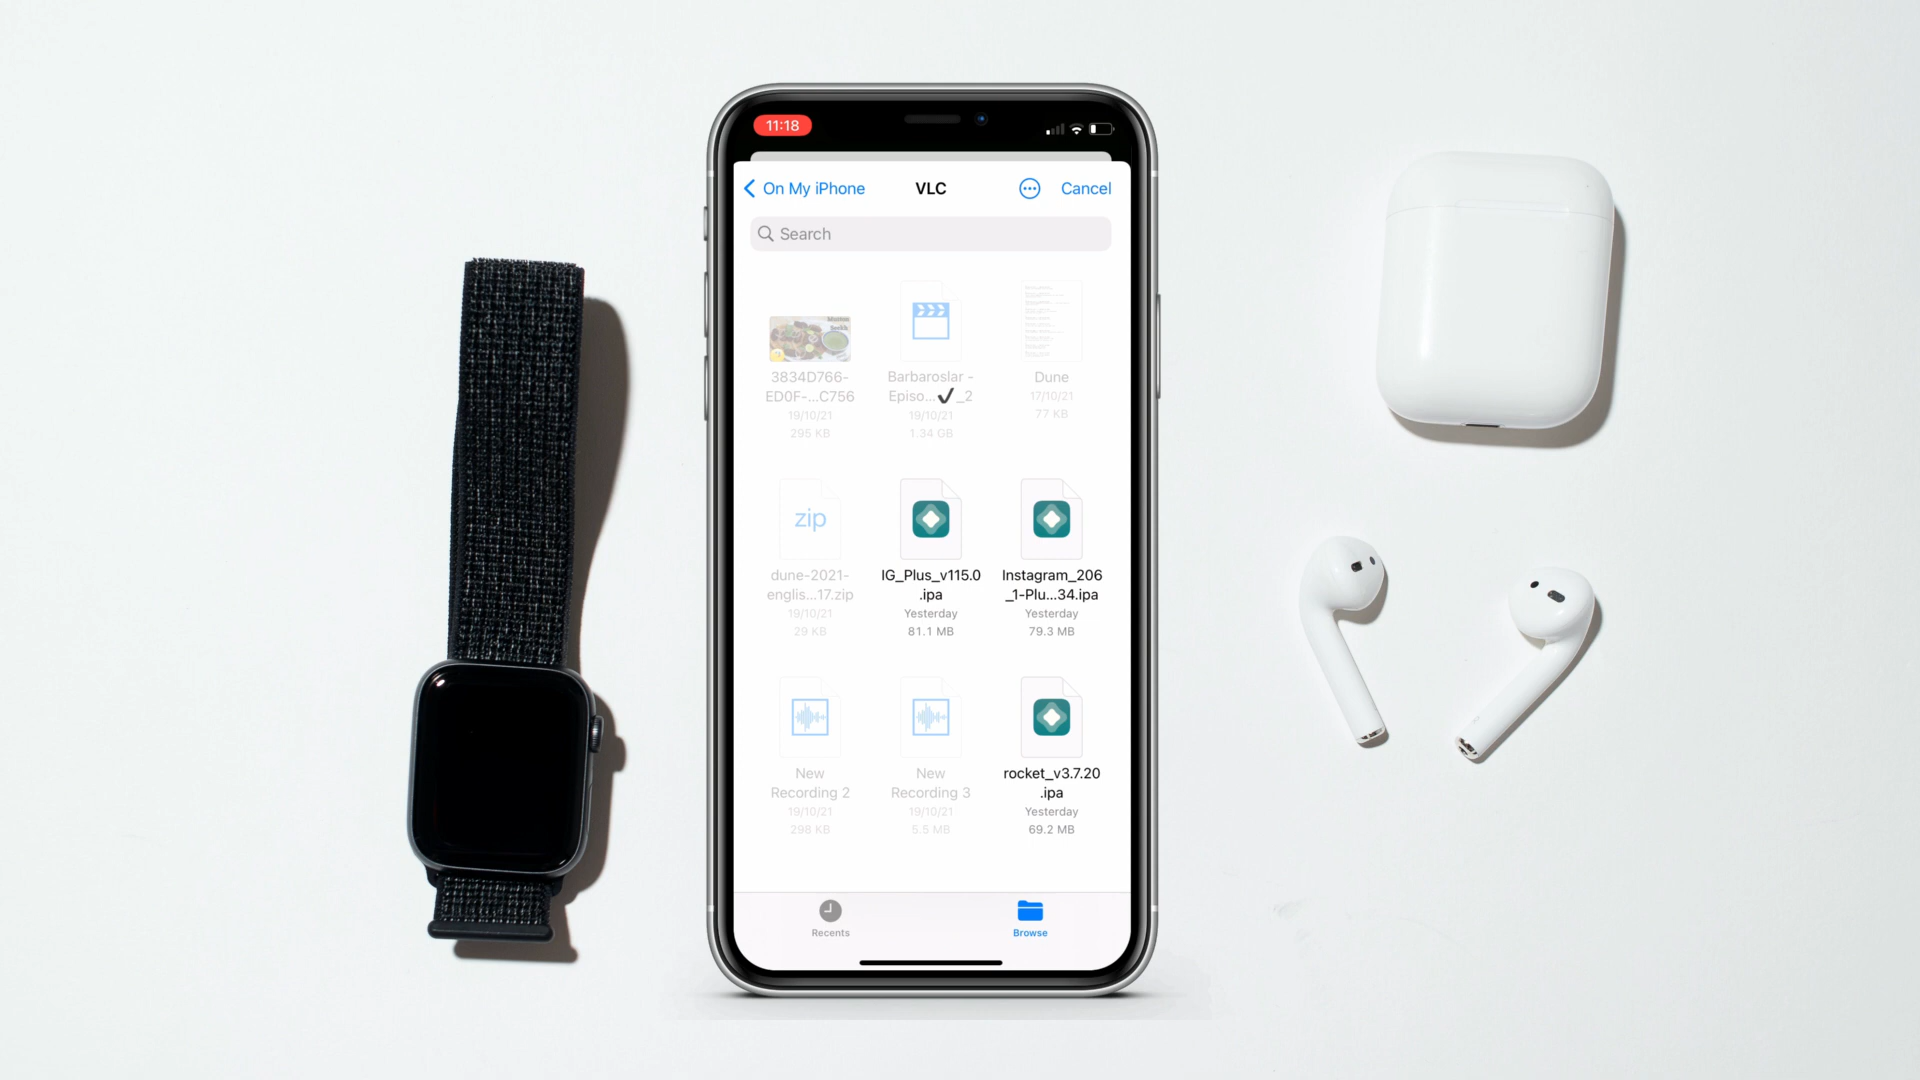 11:18
On My iPhone
VLC
Cancel
Search
3834D766-
ED0F-...C756
19/10/21
295 KB
Barbaroslar -
Episo...✔_2
19/10/21
1.34 GB
Dune
17/10/21
77 KB
zip
dune-2021-
englis...17.zip
19/10/21
29 KB
IG_Plus_v115.0
.ipa
Yesterday
81.1 MB
Instagram_206
_1-Plu...34.ipa
Yesterday
79.3 MB
New
Recording 2
19/10/21
298 KB
New
Recording 3
19/10/21
5.5 MB
rocket_v3.7.20
.ipa
Yesterday
69.2 MB
Recents
Browse